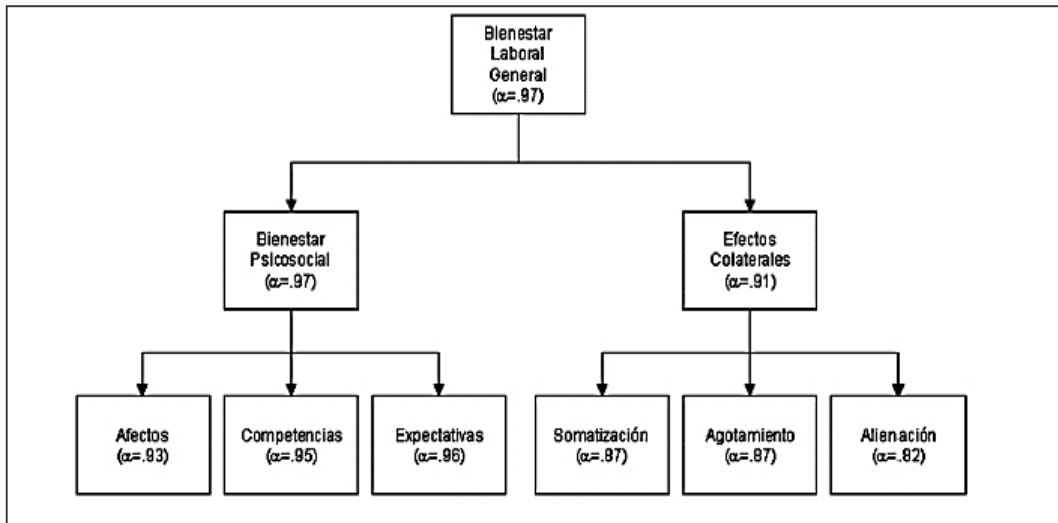 Bienestar
Laboral
General
(α=.97)
Bienestar
Psicosocial
(α=.97)
Efectos
Colaterales
(α=.91)
Afectos
(α=.93)
Competencias
(α=.95)
Expectativas
(α=.96)
Somatización
(α=.87)
Agotamiento
(α=.87)
Alienación
(α=.82)